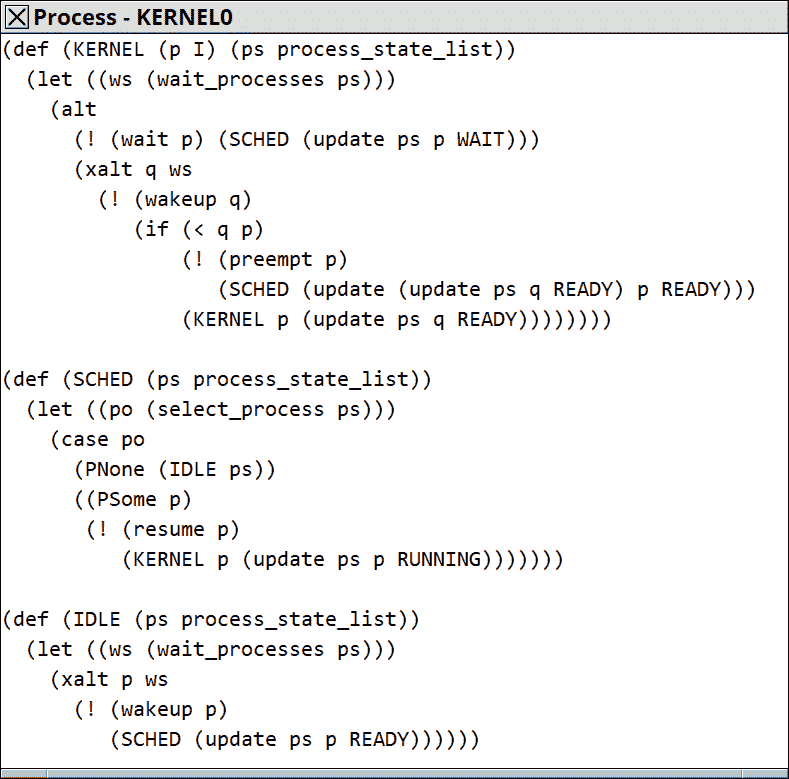 Process - KERNEL0
(def (KERNEL (p I) (ps process_state_list))
  (let ((ws (wait_processes ps)))
    (alt
      (! (wait p) (SCHED (update ps p WAIT)))
      (xalt q ws
        (! (wakeup q)
           (if (< q p)
               (! (preempt p)
                  (SCHED (update (update ps q READY) p READY)))
               (KERNEL p (update ps q READY))))))))

(def (SCHED (ps process_state_list))
  (let ((po (select_process ps)))
    (case po
      (PNone (IDLE ps))
      ((PSome p)
       (! (resume p)
          (KERNEL p (update ps p RUNNING)))))))

(def (IDLE (ps process_state_list))
  (let ((ws (wait_processes ps)))
    (xalt p ws
      (! (wakeup p)
         (SCHED (update ps p READY))))))